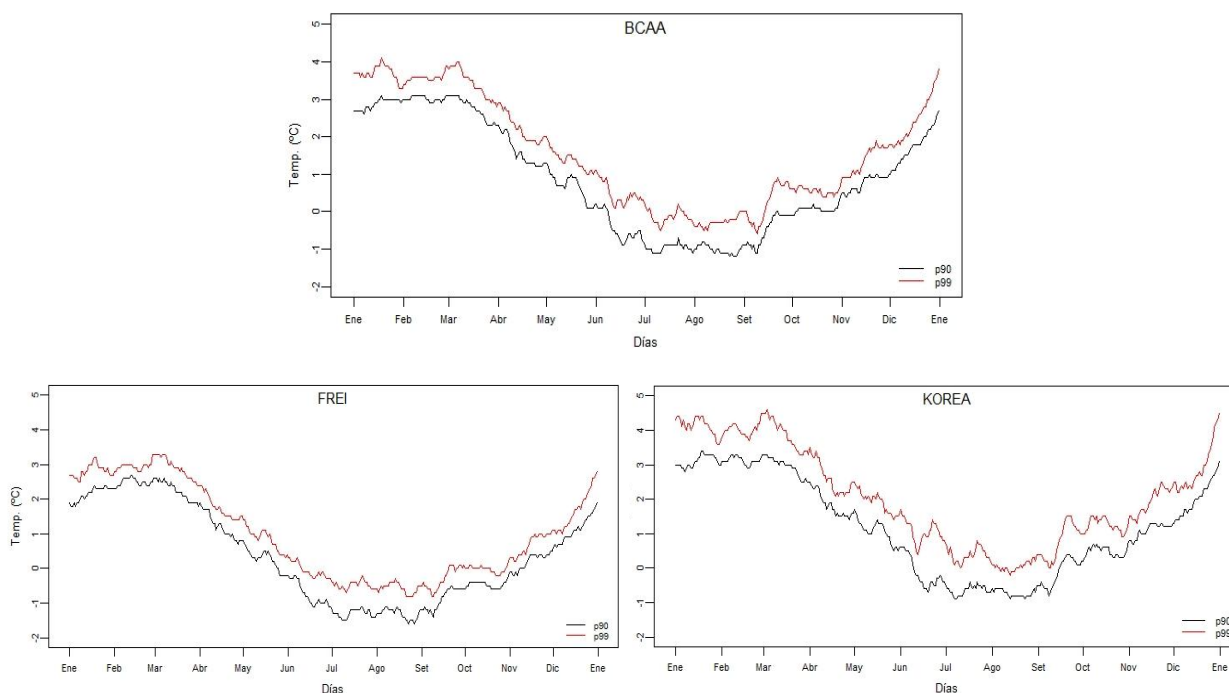 BCAA
Temp. (ºC)
5
4
3
2
1
0
-1
-2
p90
p99
Ene Feb Mar Abr May Jun Jul Ago Set Oct Nov Dic Ene
Días
FREI
Temp. (ºC)
5
4
3
2
1
0
-1
-2
p90
p99
Ene Feb Mar Abr May Jun Jul Ago Set Oct Nov Dic Ene
Días
KOREA
5
4
3
2
1
0
-1
-2
p90
p99
Ene Feb Mar Abr May Jun Jul Ago Set Oct Nov Dic Ene
Días